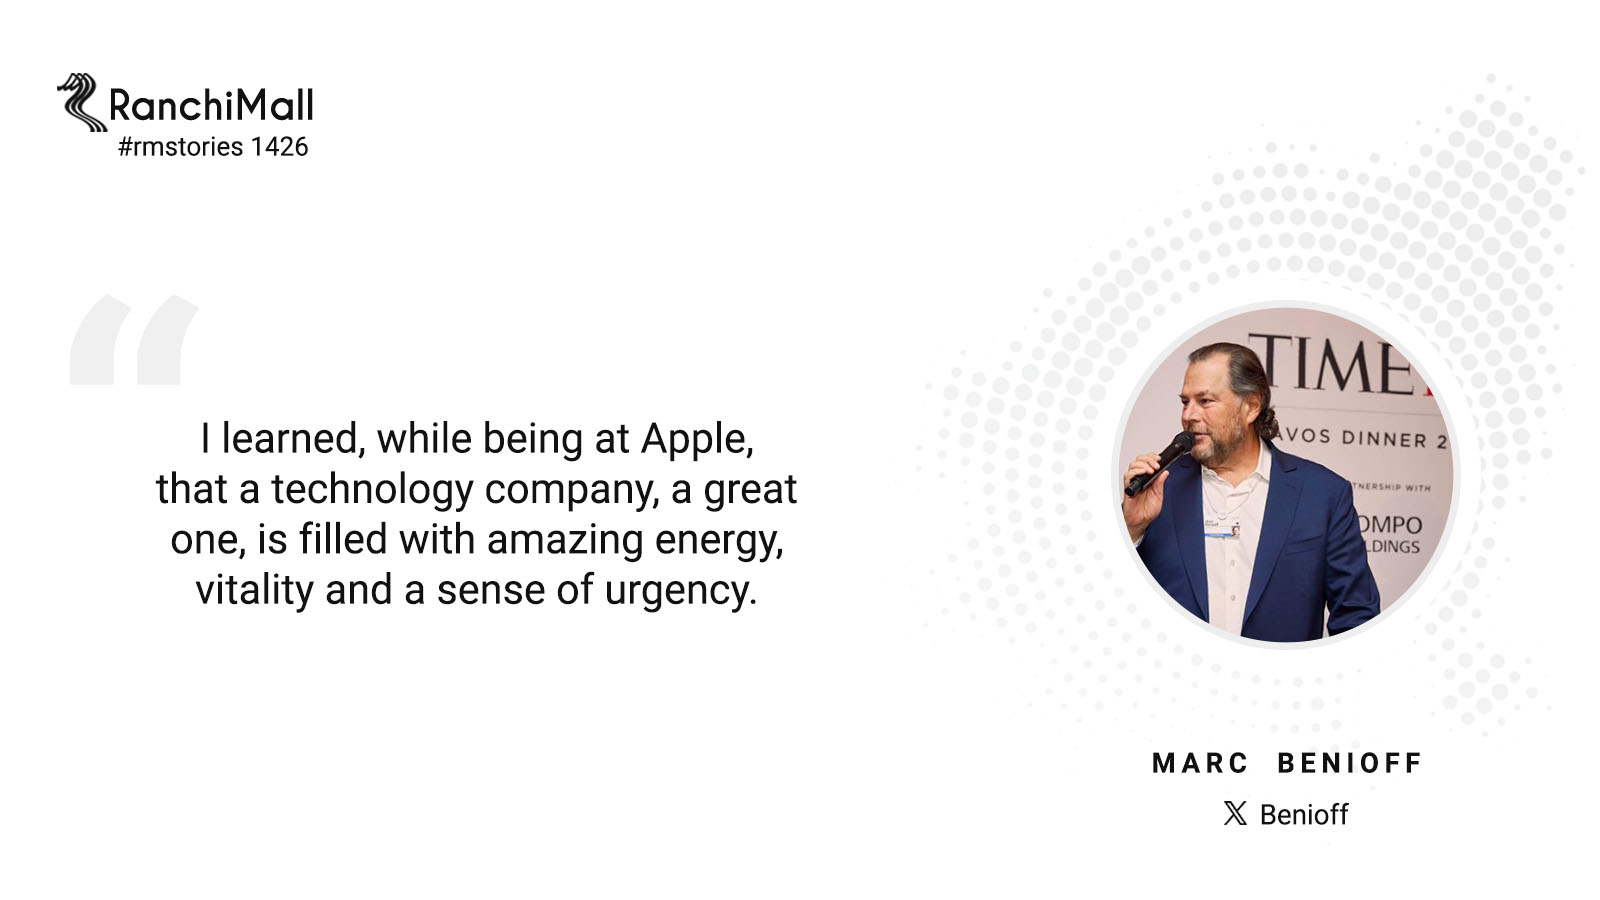 RanchiMall
#rmstories 1426
“
I learned, while being at Apple,
that a technology company, a great
one, is filled with amazing energy,
vitality and a sense of urgency.
TIME
AVOS DINNER 2
TNERSHIP WITH
OMPO
LDINGS
MARC BENIOFF
X Benioff